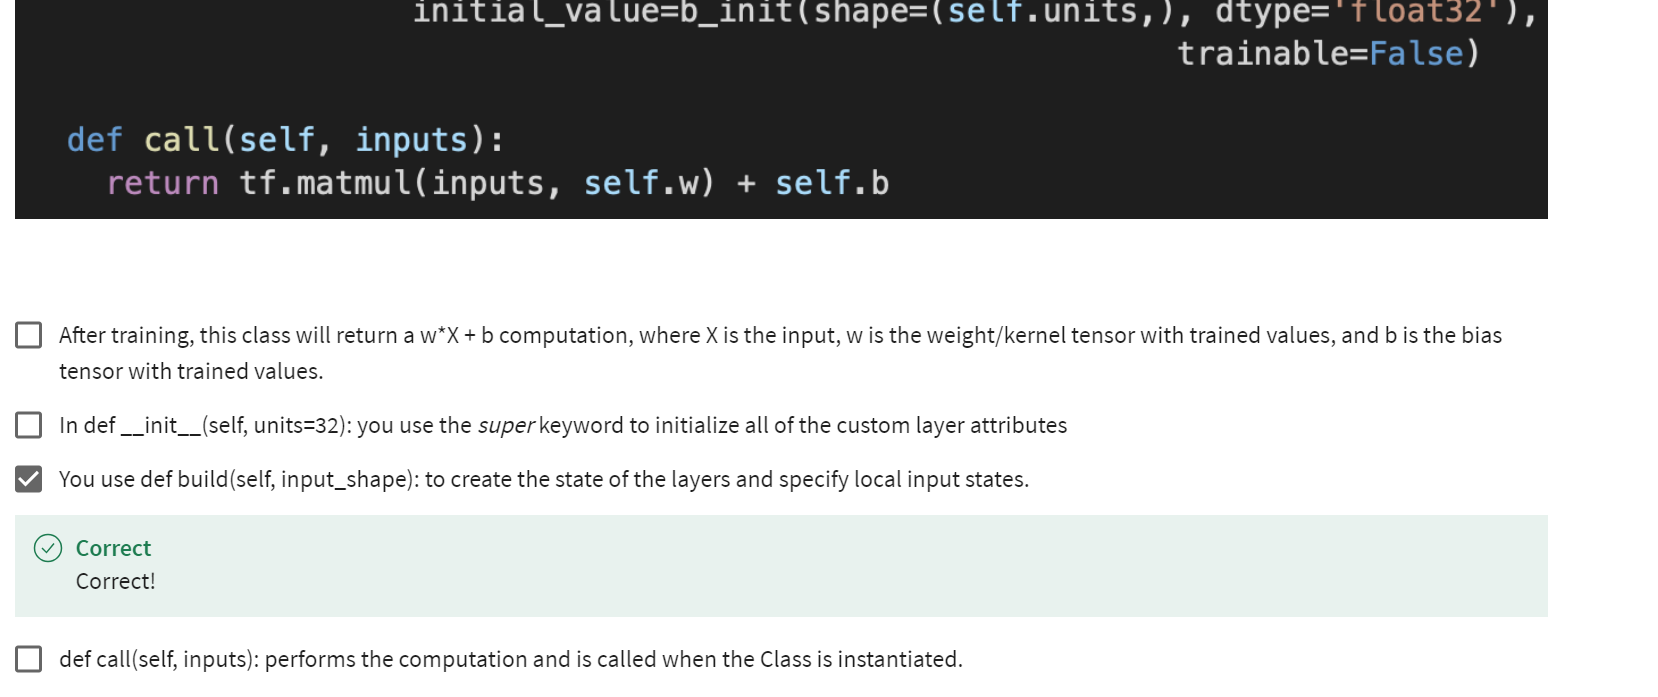 initial_value=b_init(shape=(self.units,), dtype='float32'),
trainable=False)
def call(self, inputs):
return tf.matmul(inputs, self.w) + self.b
After training, this class will return a w*X + b computation, where X is the input, w is the weight/kernel tensor with trained values, and b is the bias
tensor with trained values.
In def __init__(self, units=32): you use the super keyword to initialize all of the custom layer attributes
You use def build(self, input_shape): to create the state of the layers and specify local input states.
Correct
Correct!
def call(self, inputs): performs the computation and is called when the Class is instantiated.